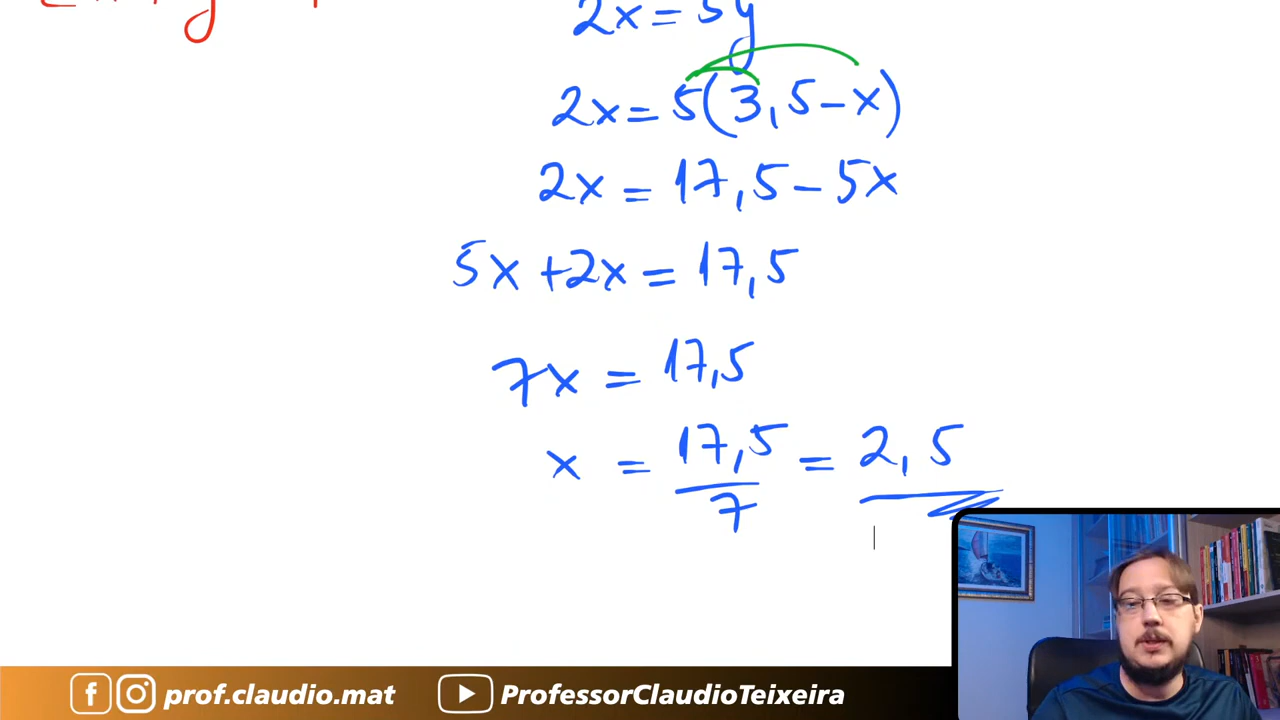 2x = 5y
2x = 5(3,5 - x)
2x = 17,5 - 5x
5x + 2x = 17,5
7x = 17,5
x = 17,5/7 = 2,5
prof.claudio.mat ProfessorClaudioTeixeira